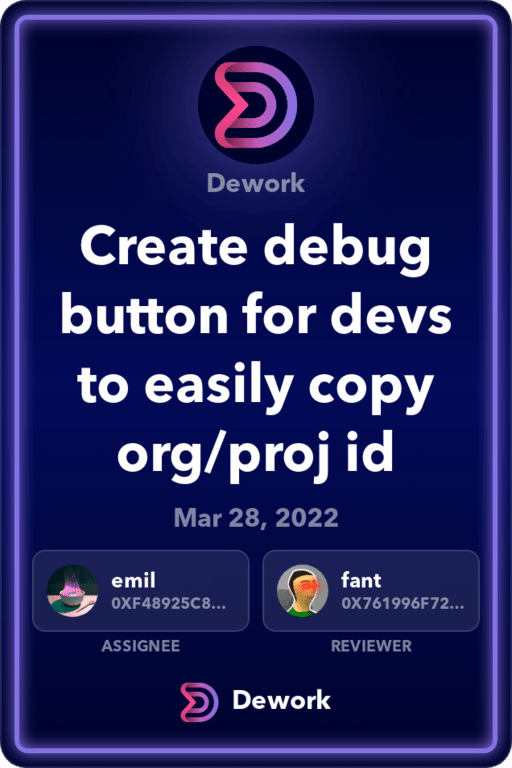 Dework
Create debug
button for devs
to easily copy
org/proj id
Mar 28, 2022
emil
0XF48925C8...
fant
0X761996F72...
ASSIGNEE
REVIEWER
Dework